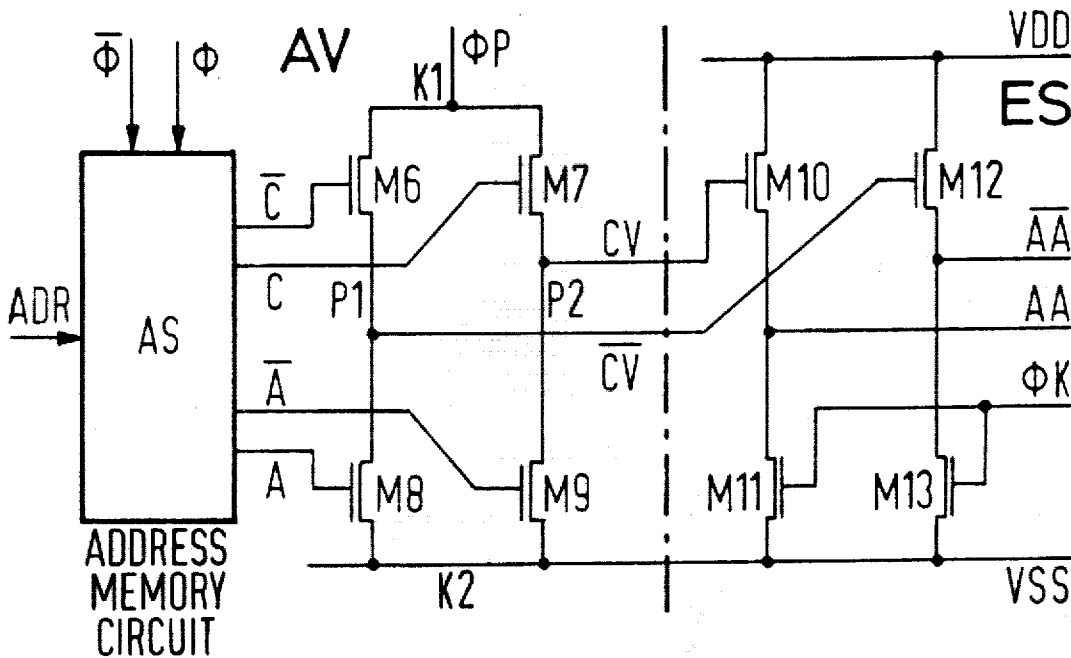 Φ̅ Φ AV ΦP VDD
K1 ES
C̅ M6 M7 M10 M12
CV A̅A̅
C P1 P2
ADR AS AA
C̅V̅
A̅ ΦK
A M8 M9 M11 M13
K2 VSS
ADDRESS
MEMORY
CIRCUIT